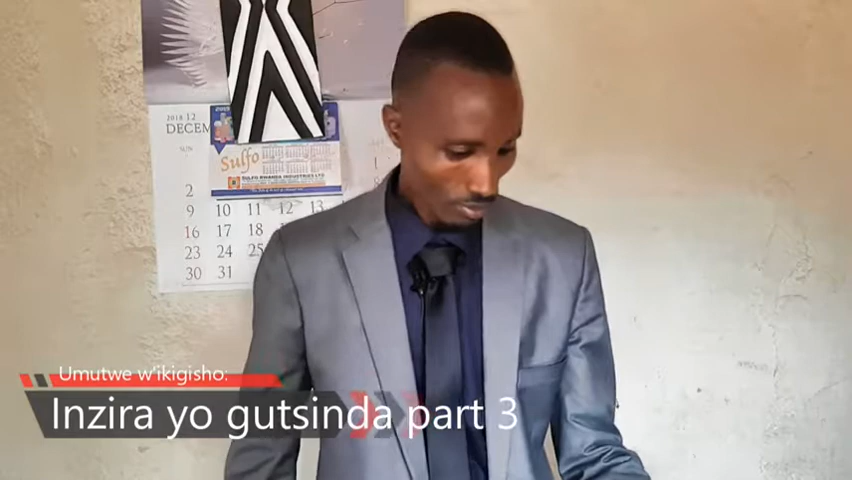 2018.12
DECEM
SUN
2
9 10 11 12 13
16 17 18
23 24 25
30 31
Sulfo
SULFO RWANDA INDUSTRIES LTD
Umutwe w'ikigisho:
Inzira yo gutsinda part 3